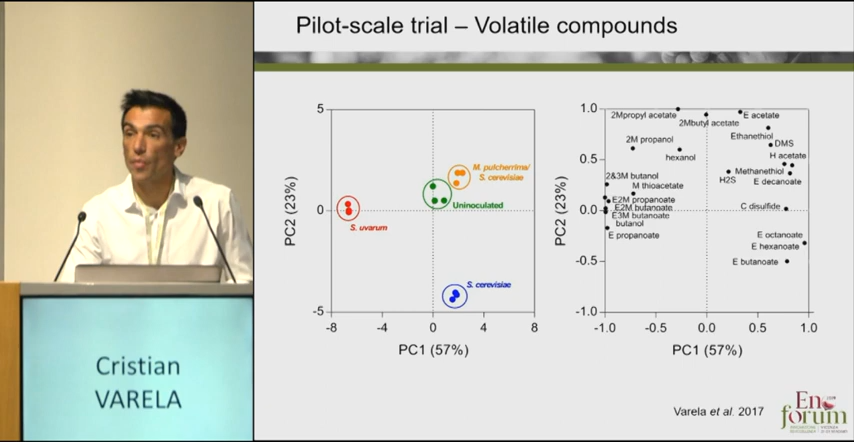 Pilot-scale trial – Volatile compounds
5
0
-5
-8
-4
0
4
8
PC2 (23%)
PC1 (57%)
M. pulcherrima/
S. cerevisiae
Uninoculated
S. uvarum
S. cerevisiae
1.0
0.5
0.0
-0.5
-1.0
-1.0
-0.5
0.0
0.5
1.0
PC2 (23%)
PC1 (57%)
2Mpropyl acetate
2Mbutyl acetate
E acetate
Ethanethiol
DMS
2M propanol
hexanol
H acetate
Methanethiol
H2S
E decanoate
2&3M butanol
M thioacetate
E2M propanoate
E2M butanoate
E3M butanoate
butanol
E propanoate
C disulfide
E octanoate
E hexanoate
E butanoate
Varela et al. 2017
Cristian
VARELA
En
forum